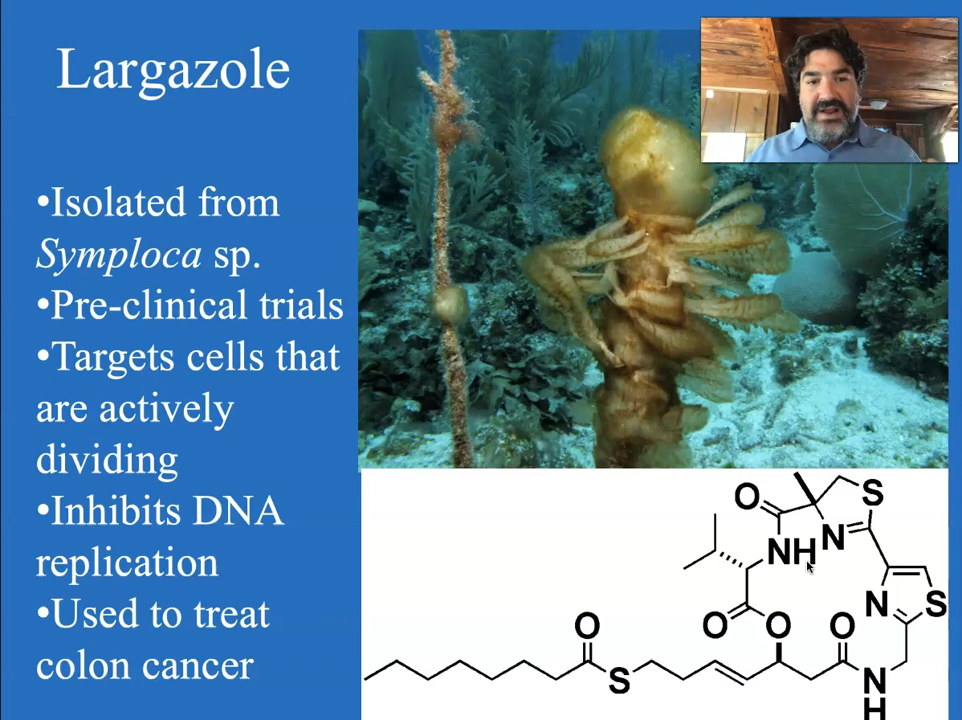 Largazole
•Isolated from
Symploca sp.
•Pre-clinical trials
•Targets cells that
are actively
dividing
•Inhibits DNA
replication
•Used to treat
colon cancer
O
S
NH
N
N
S
O
O
O
O
S
N
H